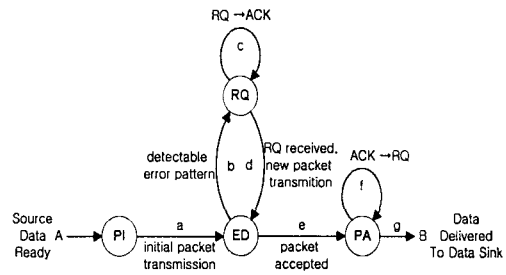 RQ →ACK
c
RQ
detectable
error pattern
b
d
RQ received.
new packet
transmition
ACK →RQ
f
Source
Data A
Ready
PI
a
initial packet
transmission
ED
e
packet
accepted
PA
g
B Data
Delivered
To Data Sink